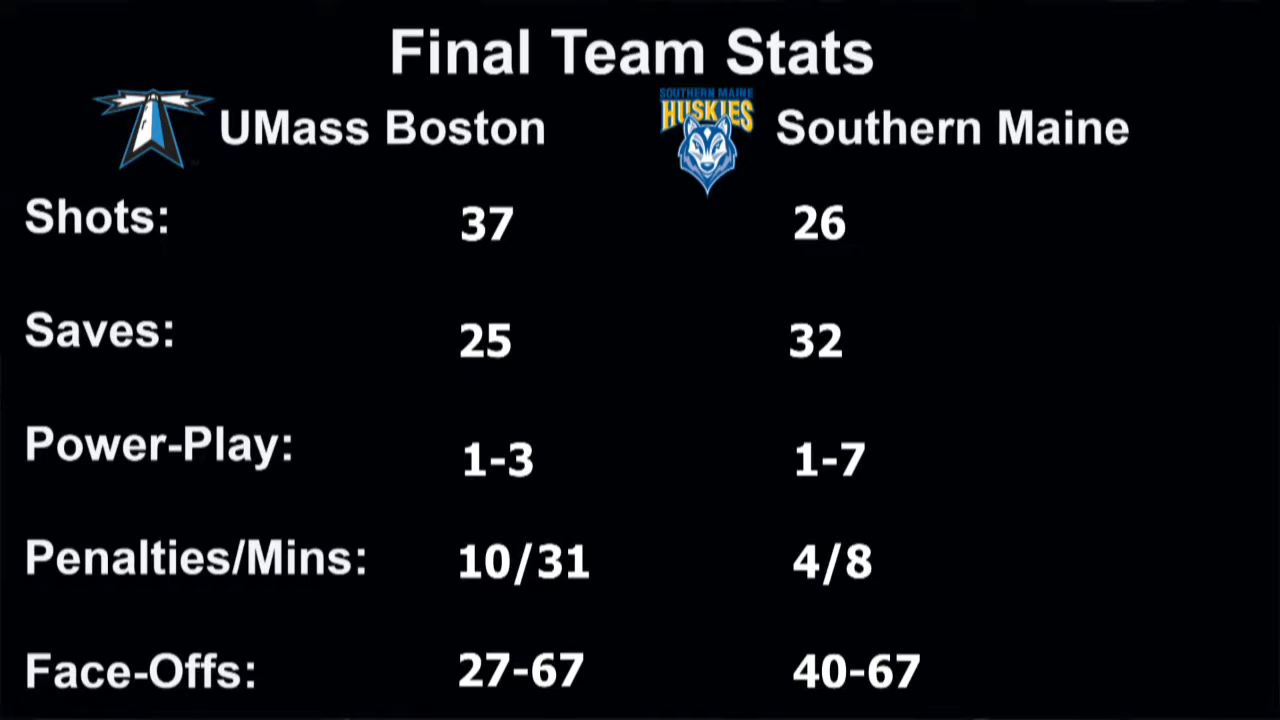 Final Team Stats
UMass Boston
SOUTHERN MAINE
HUSKIES
Southern Maine
Shots: 37 26
Saves: 25 32
Power-Play: 1-3 1-7
Penalties/Mins: 10/31 4/8
Face-Offs: 27-67 40-67